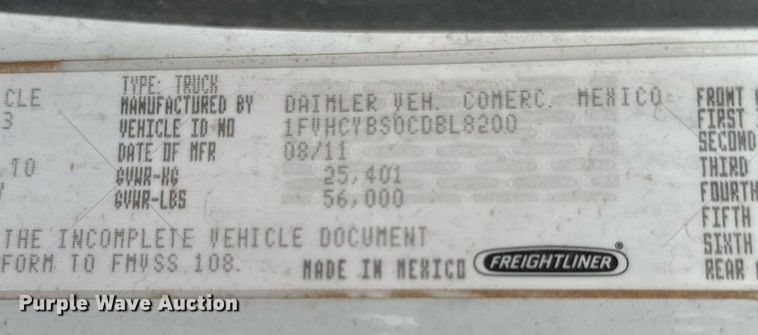 TYPE: TRUCK
CLE MANUFACTURED BY DAIMLER VEH. COMERC. MEXICO FRONT
3 VEHICLE ID NO 1FVHCYBS0CDBL8200 FIRST
DATE OF MFR 08/11 SECOND
TO GVWR-KG 25,401 THIRD
GVWR-LBS 56,000 FOURTH
FIFTH
THE INCOMPLETE VEHICLE DOCUMENT SIXTH
FORM TO FMVSS 108. MADE IN MEXICO FREIGHTLINER® REAR
Purple Wave Auction